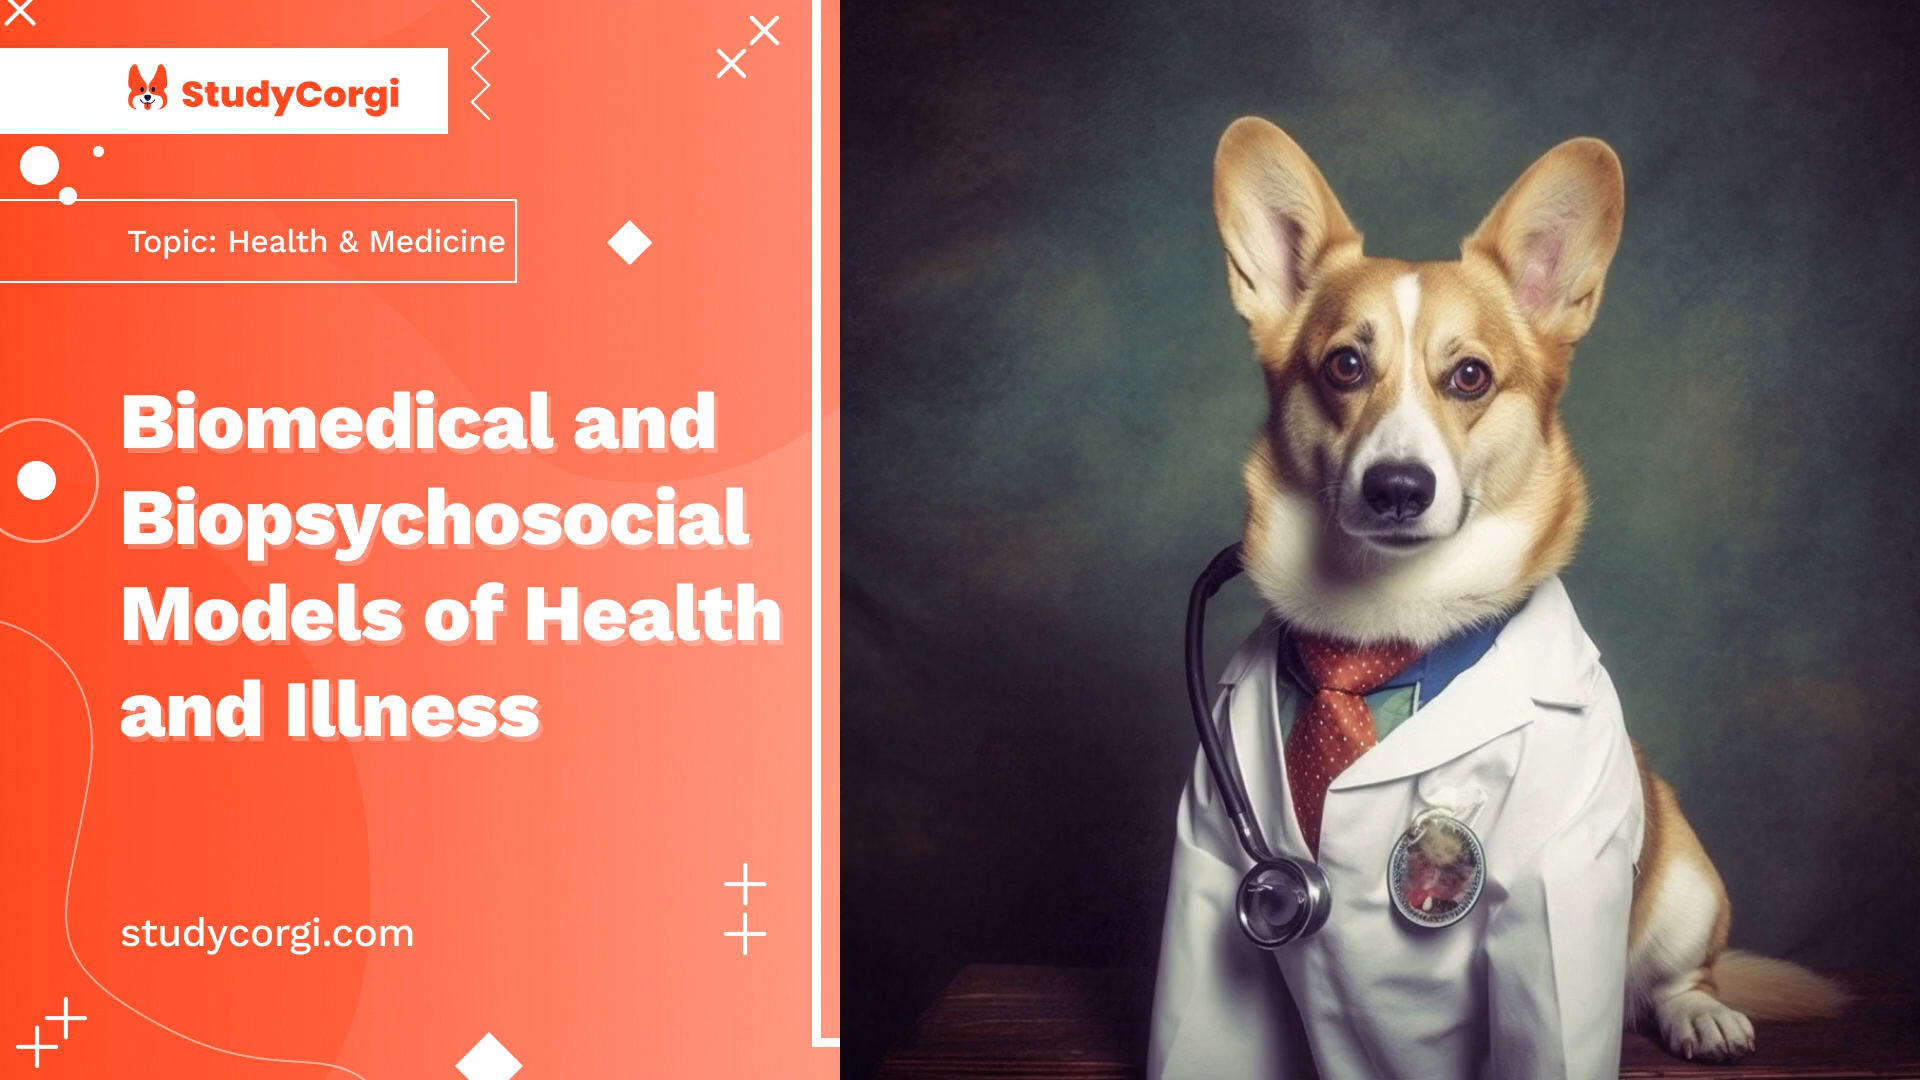 StudyCorgi
Topic: Health & Medicine
Biomedical and
Biopsychosocial
Models of Health
and Illness
studycorgi.com